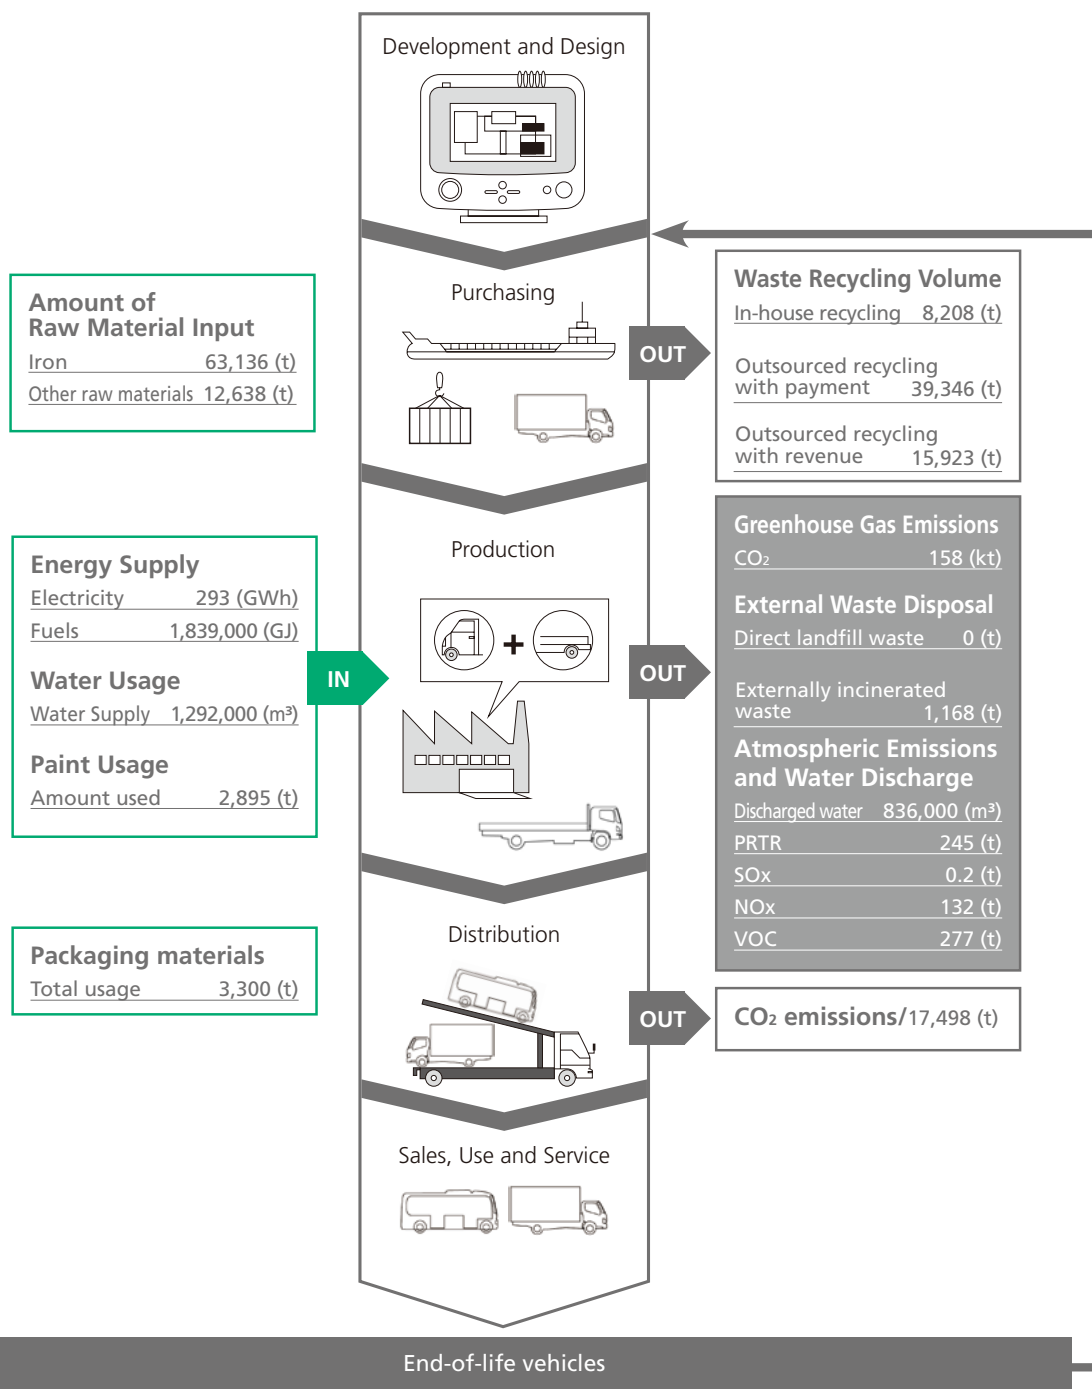 Development and Design
Purchasing
Amount of
Raw Material Input
Iron 63,136 (t)
Other raw materials 12,638 (t)
OUT
Waste Recycling Volume
In-house recycling 8,208 (t)
Outsourced recycling
with payment 39,346 (t)
Outsourced recycling
with revenue 15,923 (t)
Production
Energy Supply
Electricity 293 (GWh)
Fuels 1,839,000 (GJ)
Water Usage
Water Supply 1,292,000 (m³)
Paint Usage
Amount used 2,895 (t)
IN
OUT
Greenhouse Gas Emissions
CO₂ 158 (kt)
External Waste Disposal
Direct landfill waste 0 (t)
Externally incinerated
waste 1,168 (t)
Atmospheric Emissions
and Water Discharge
Discharged water 836,000 (m³)
PRTR 245 (t)
SOx 0.2 (t)
NOx 132 (t)
VOC 277 (t)
Distribution
Packaging materials
Total usage 3,300 (t)
OUT
CO₂ emissions/17,498 (t)
Sales, Use and Service
End-of-life vehicles